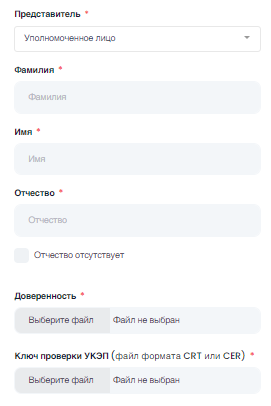 Представитель *
Уполномоченное лицо
Фамилия *
Фамилия
Имя *
Имя
Отчество *
Отчество
Отчество отсутствует
Доверенность *
Выберите файл Файл не выбран
Ключ проверки УКЭП (файл формата CRT или CER) *
Выберите файл Файл не выбран